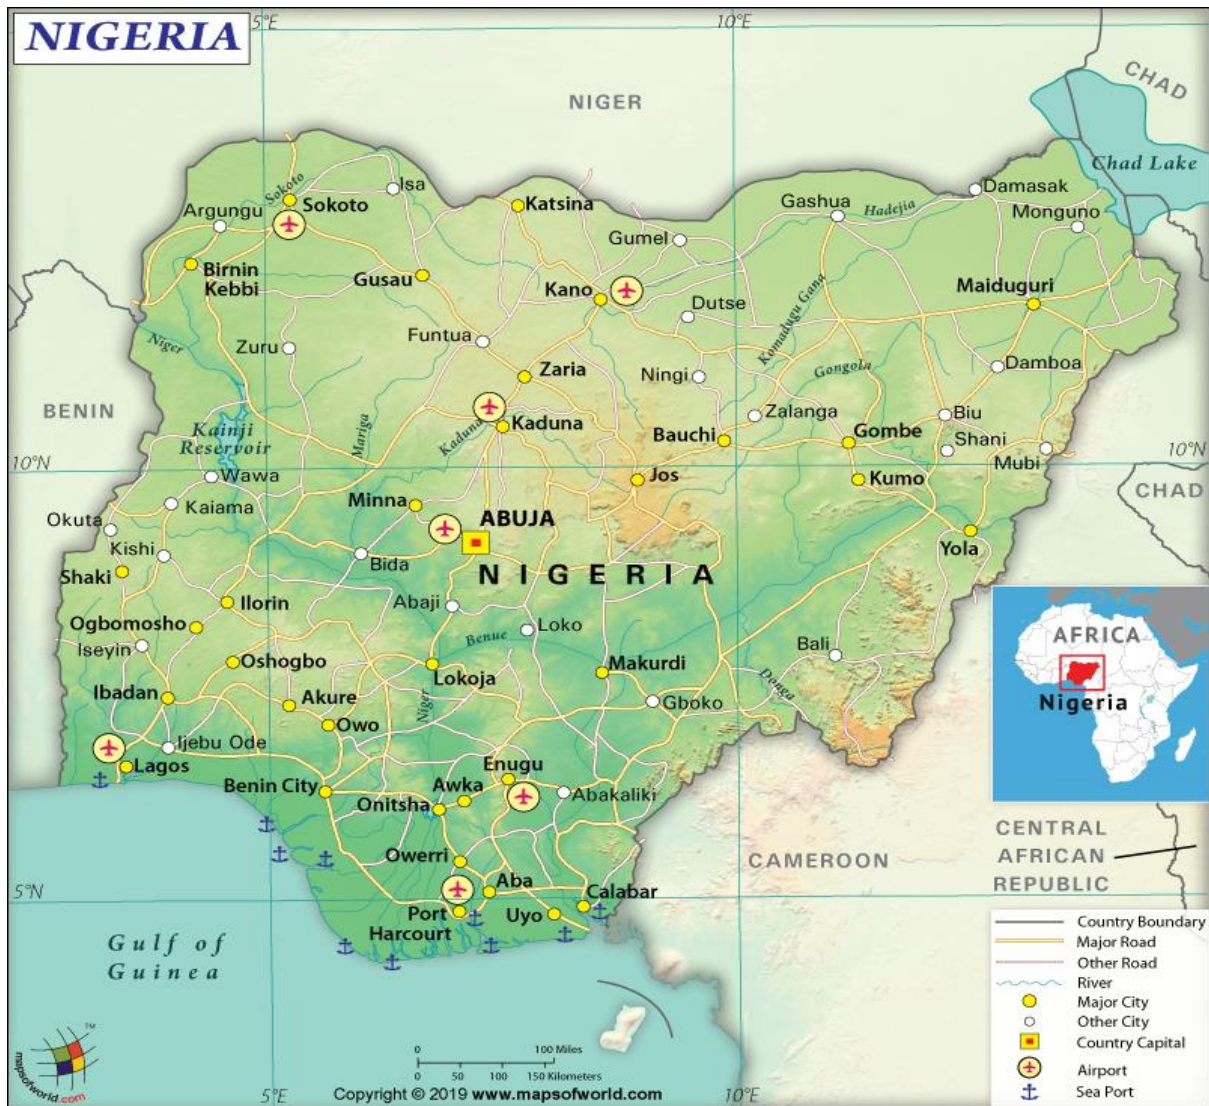 NIGERIA
5°E
10°E
CHAD
NIGER
Chad Lake
Isa
Damasak
Sokoto
Sokoto
Katsina
Gashua
Hadejia
Monguno
Argungu
Gumel
Birnin
Kebbi
Gusau
Kano
Maiduguri
Dutse
Komadugu Gana
Niger
Zuru
Funtua
Zaria
Ningi
Gongola
Damboa
BENIN
Kainji
Reservoir
Mariga
Kaduna
Kaduna
Zalanga
Biu
Bauchi
Gombe
Shani
Mubi
10°N
10°N
Wawa
Jos
Kumo
CHAD
Minna
Kaiama
Okuta
ABUJA
Kishi
Bida
Yola
Shaki
NIGERIA
Ilorin
Abaji
Ogbomosho
Loko
Benue
Iseyin
Bali
AFRICA
Oshogbo
Lokoja
Makurdi
Ibadan
Akure
Niger
Gboko
Donga
Nigeria
Owo
Ijebu Ode
Lagos
Enugu
Benin City
Awka
Abakaliki
Onitsha
CENTRAL
AFRICAN
REPUBLIC
Owerri
CAMEROON
Aba
Calabar
5°N
5°N
Port
Harcourt
Uyo
Gulf of
Guinea
Country Boundary
Major Road
Other Road
River
Major City
Other City
Country Capital
Airport
Sea Port
TM
mapsofworld.com
0 100 Miles
0 50 100 150 Kilometers
Copyright © 2019 www.mapsofworld.com
5°E
10°E